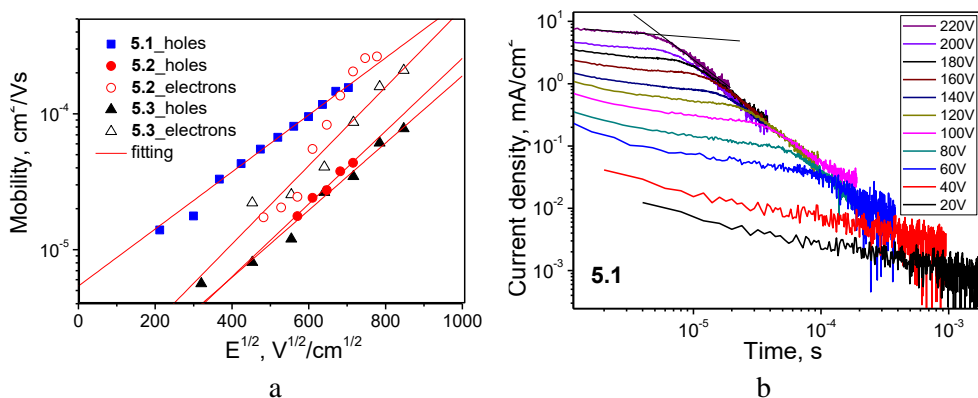 Mobility, cm²/Vs
10⁻⁴
10⁻⁵
5.1_holes
5.2_holes
5.2_electrons
5.3_holes
5.3_electrons
fitting
0 200 400 600 800 1000
E^1/2, V^1/2/cm^1/2
a
Current density, mA/cm²
10¹
10⁰
10⁻¹
10⁻²
10⁻³
220V
200V
180V
160V
140V
120V
100V
80V
60V
40V
20V
5.1
10⁻⁵ 10⁻⁴ 10⁻³
Time, s
b